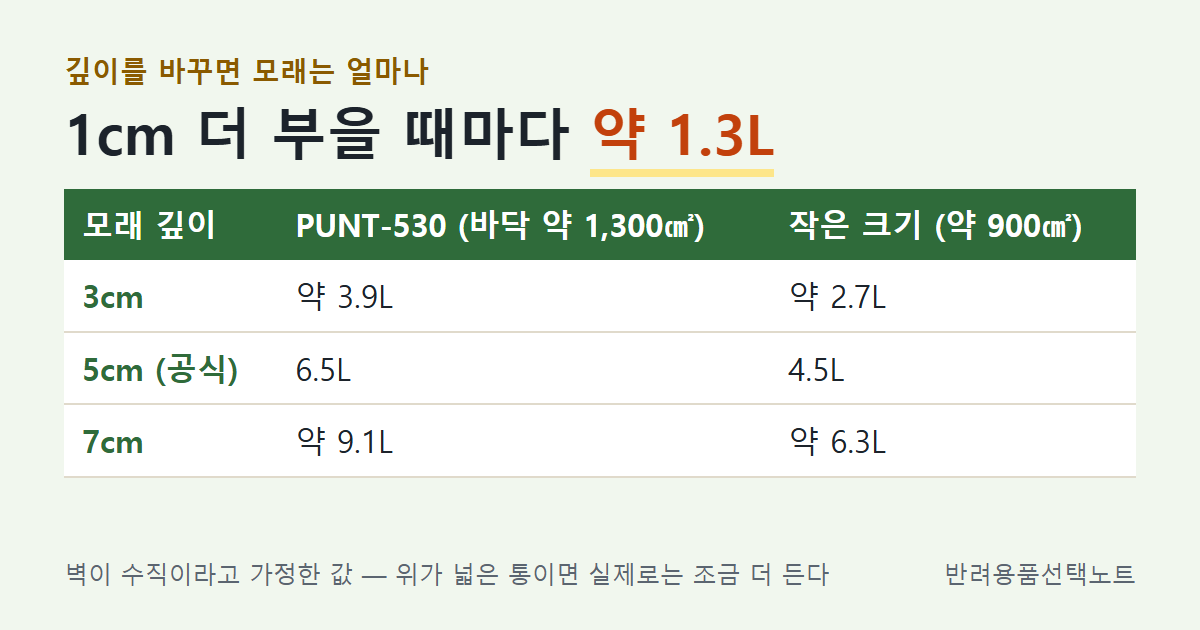 깊이를 바꾸면 모래는 얼마나
1cm 더 부을 때마다 약 1.3L
모래 깊이 PUNT-530 (바닥 약 1,300㎠) 작은 크기 (약 900㎠)
3cm 약 3.9L 약 2.7L
5cm (공식) 6.5L 4.5L
7cm 약 9.1L 약 6.3L
벽이 수직이라고 가정한 값 — 위가 넓은 통이면 실제로는 조금 더 든다 반려용품선택노트